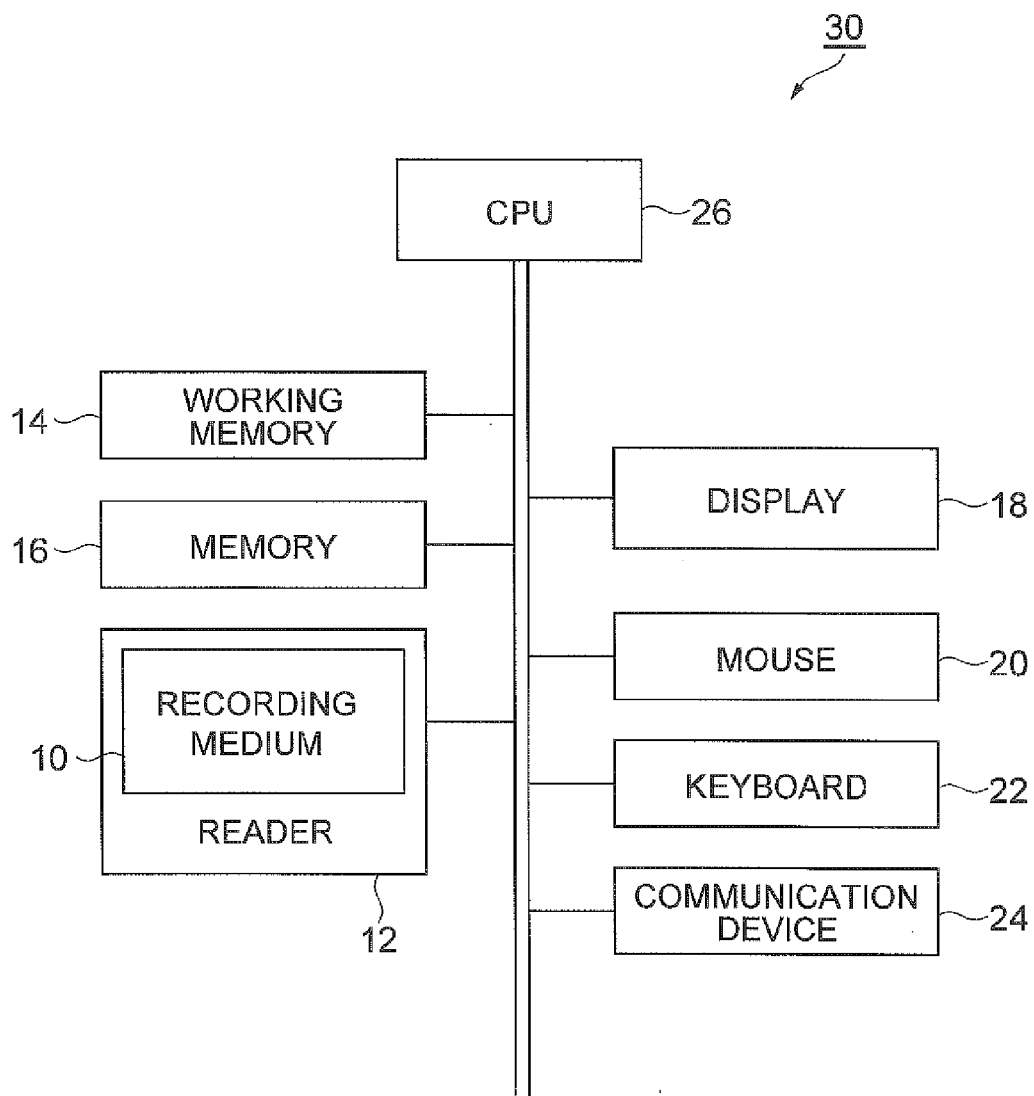 30
CPU
26
WORKING
MEMORY
14
DISPLAY
18
MEMORY
16
MOUSE
20
RECORDING
MEDIUM
10
READER
12
KEYBOARD
22
COMMUNICATION
DEVICE
24